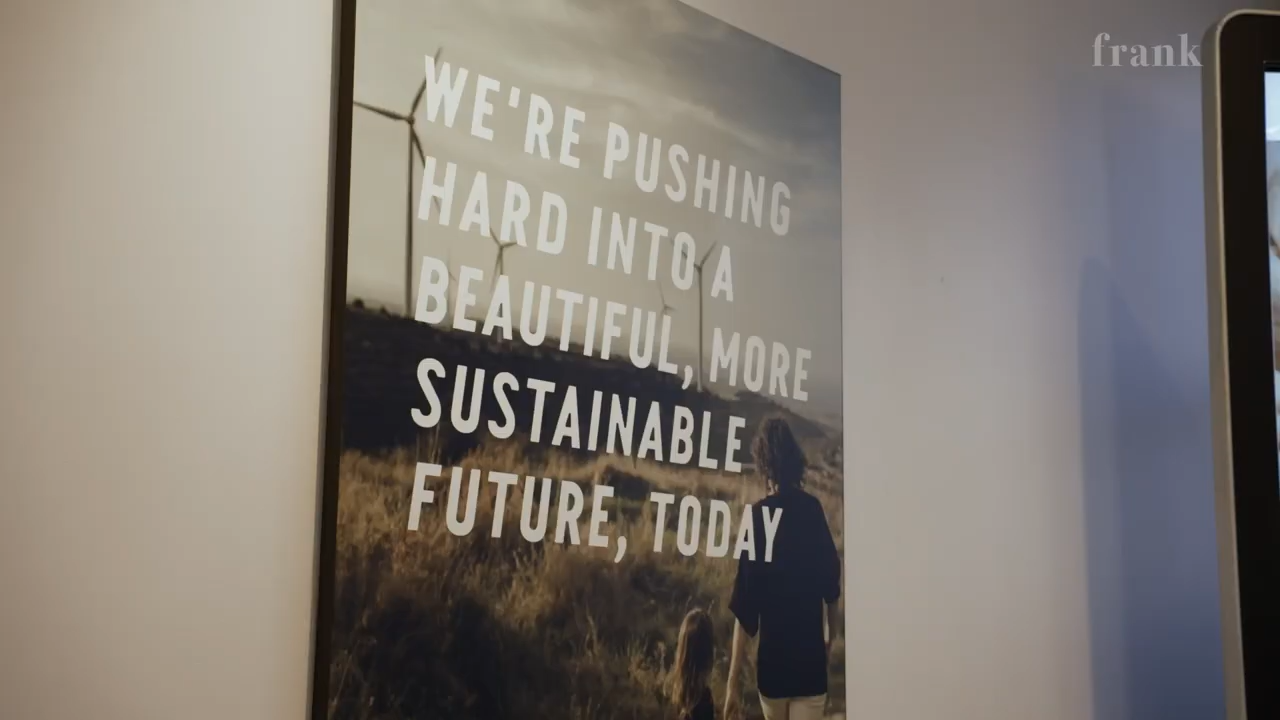 frank
WE'RE PUSHING
HARD INTO A
BEAUTIFUL, MORE
SUSTAINABLE
FUTURE, TODAY